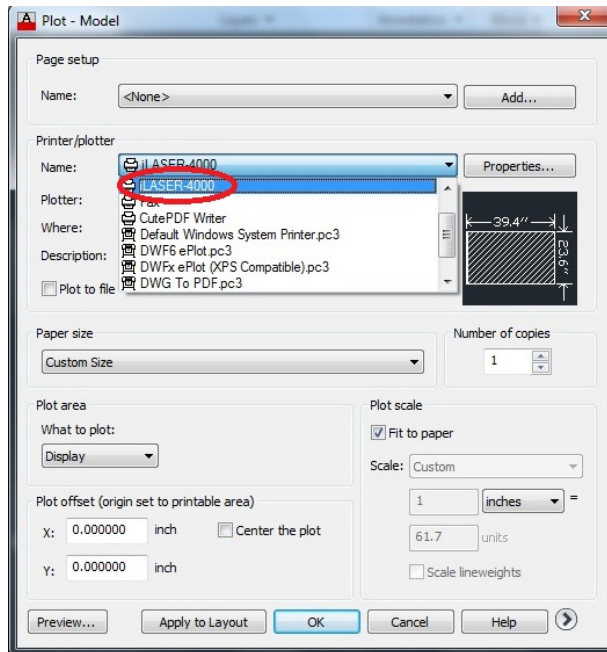 Plot - Model
Page setup
Name: <None> Add...
Printer/plotter
Name: iLASER-4000 Properties...
iLASER-4000
Plotter: Fax
CutePDF Writer
Where: Default Windows System Printer.pc3
DWF6 ePlot.pc3
Description: DWFx ePlot (XPS Compatible).pc3
Plot to file DWG To PDF.pc3
39.4''
23.6''
Paper size
Custom Size
Number of copies
1
Plot area
What to plot:
Display
Plot scale
Fit to paper
Scale: Custom
1 inches =
61.7 units
Scale lineweights
Plot offset (origin set to printable area)
X: 0.000000 inch Center the plot
Y: 0.000000 inch
Preview... Apply to Layout OK Cancel Help